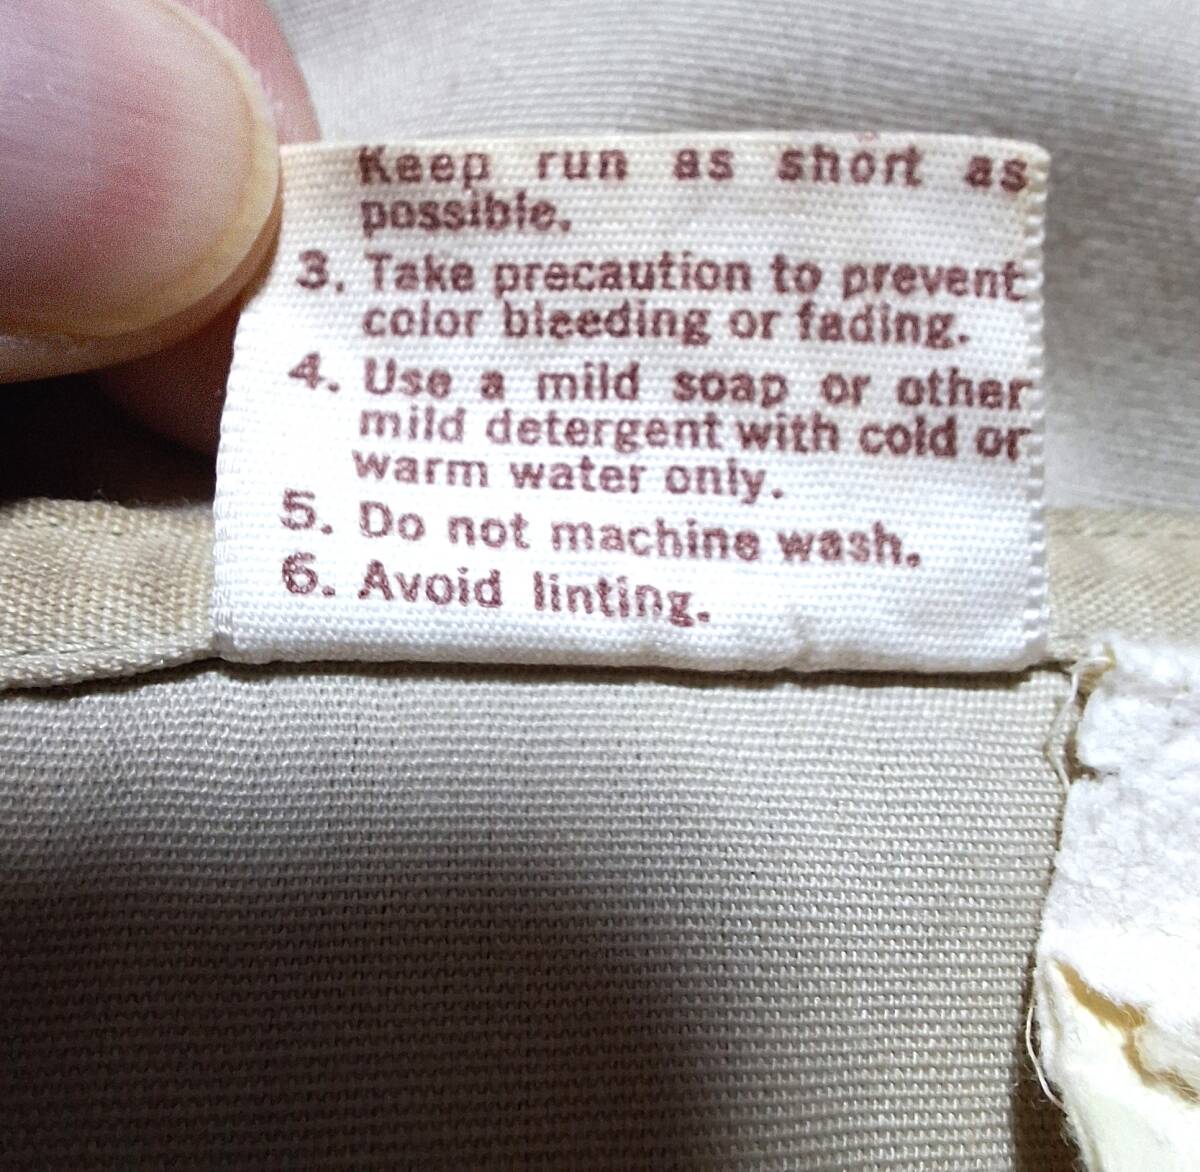 Keep run as short as
possible.
3. Take precaution to prevent
color bleeding or fading.
4. Use a mild soap or other
mild detergent with cold or
warm water only.
5. Do not machine wash.
6. Avoid linting.